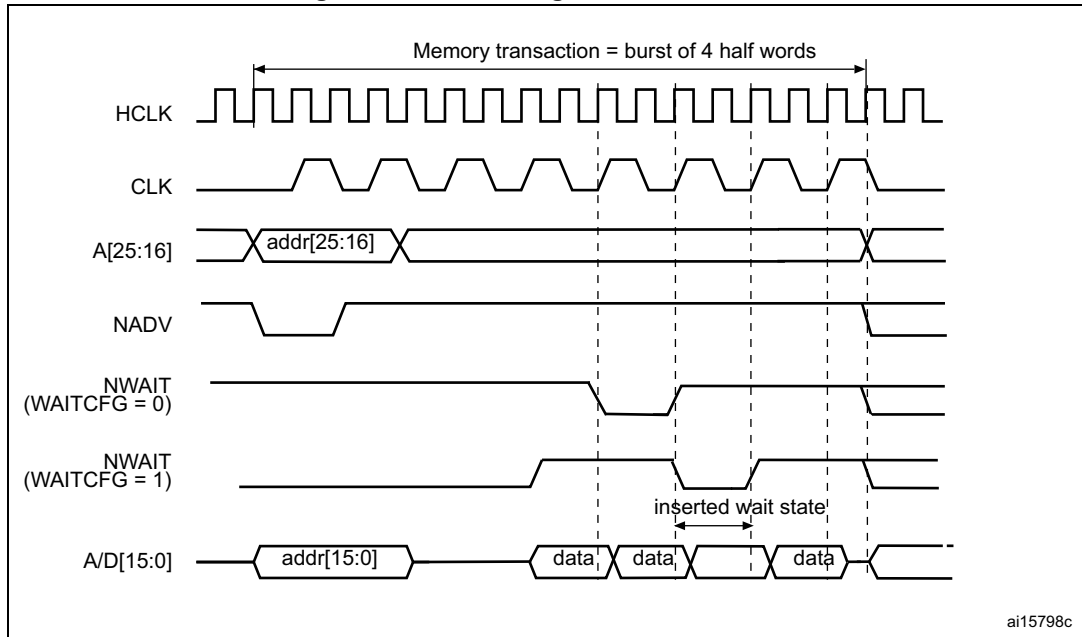 Memory transaction = burst of 4 half words
HCLK
CLK
A[25:16]
addr[25:16]
NADV
NWAIT
(WAITCFG = 0)
NWAIT
(WAITCFG = 1)
inserted wait state
A/D[15:0]
addr[15:0]
data
data
data
ai15798c